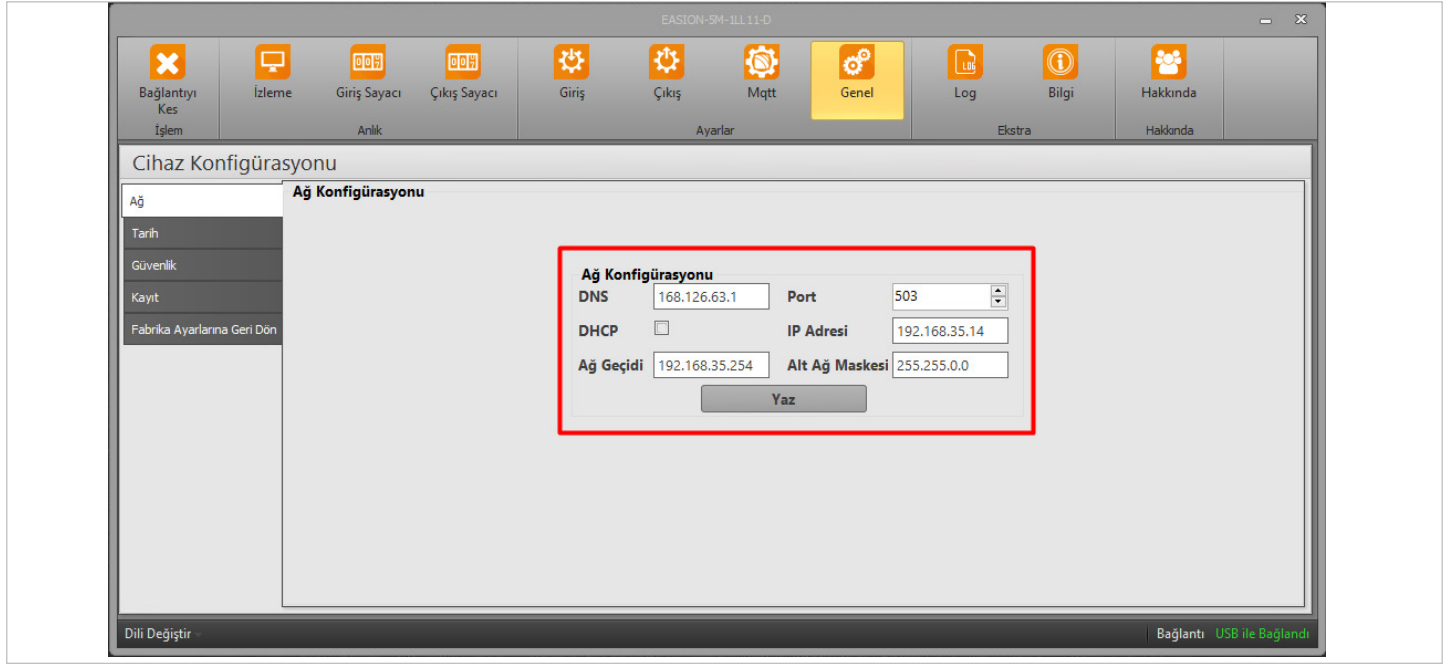 EASION-5M-1LL11-D
Bağlantıyı Kes
İzleme
Giriş Sayacı
Çıkış Sayacı
Giriş
Çıkış
Mqtt
Genel
Log
Bilgi
Hakkında
İşlem
Anlık
Ayarlar
Ekstra
Hakkında
Cihaz Konfigürasyonu
Ağ
Tarih
Güvenlik
Kayıt
Fabrika Ayarlarına Geri Dön
Ağ Konfigürasyonu
Ağ Konfigürasyonu
DNS 168.126.63.1 Port 503
DHCP IP Adresi 192.168.35.14
Ağ Geçidi 192.168.35.254 Alt Ağ Maskesi 255.255.0.0
Yaz
Dili Değiştir
Bağlantı USB ile Bağlandı